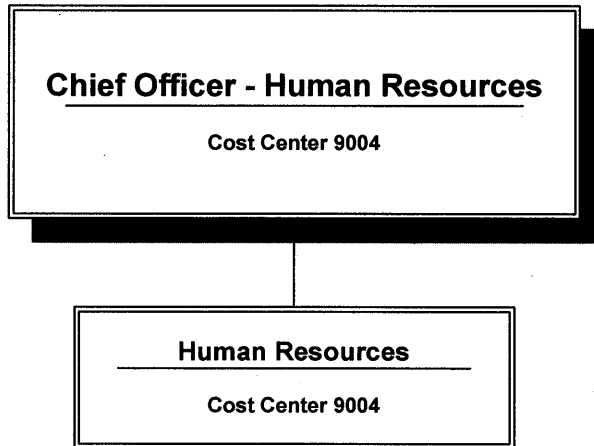 Chief Officer - Human Resources
Cost Center 9004
Human Resources
Cost Center 9004